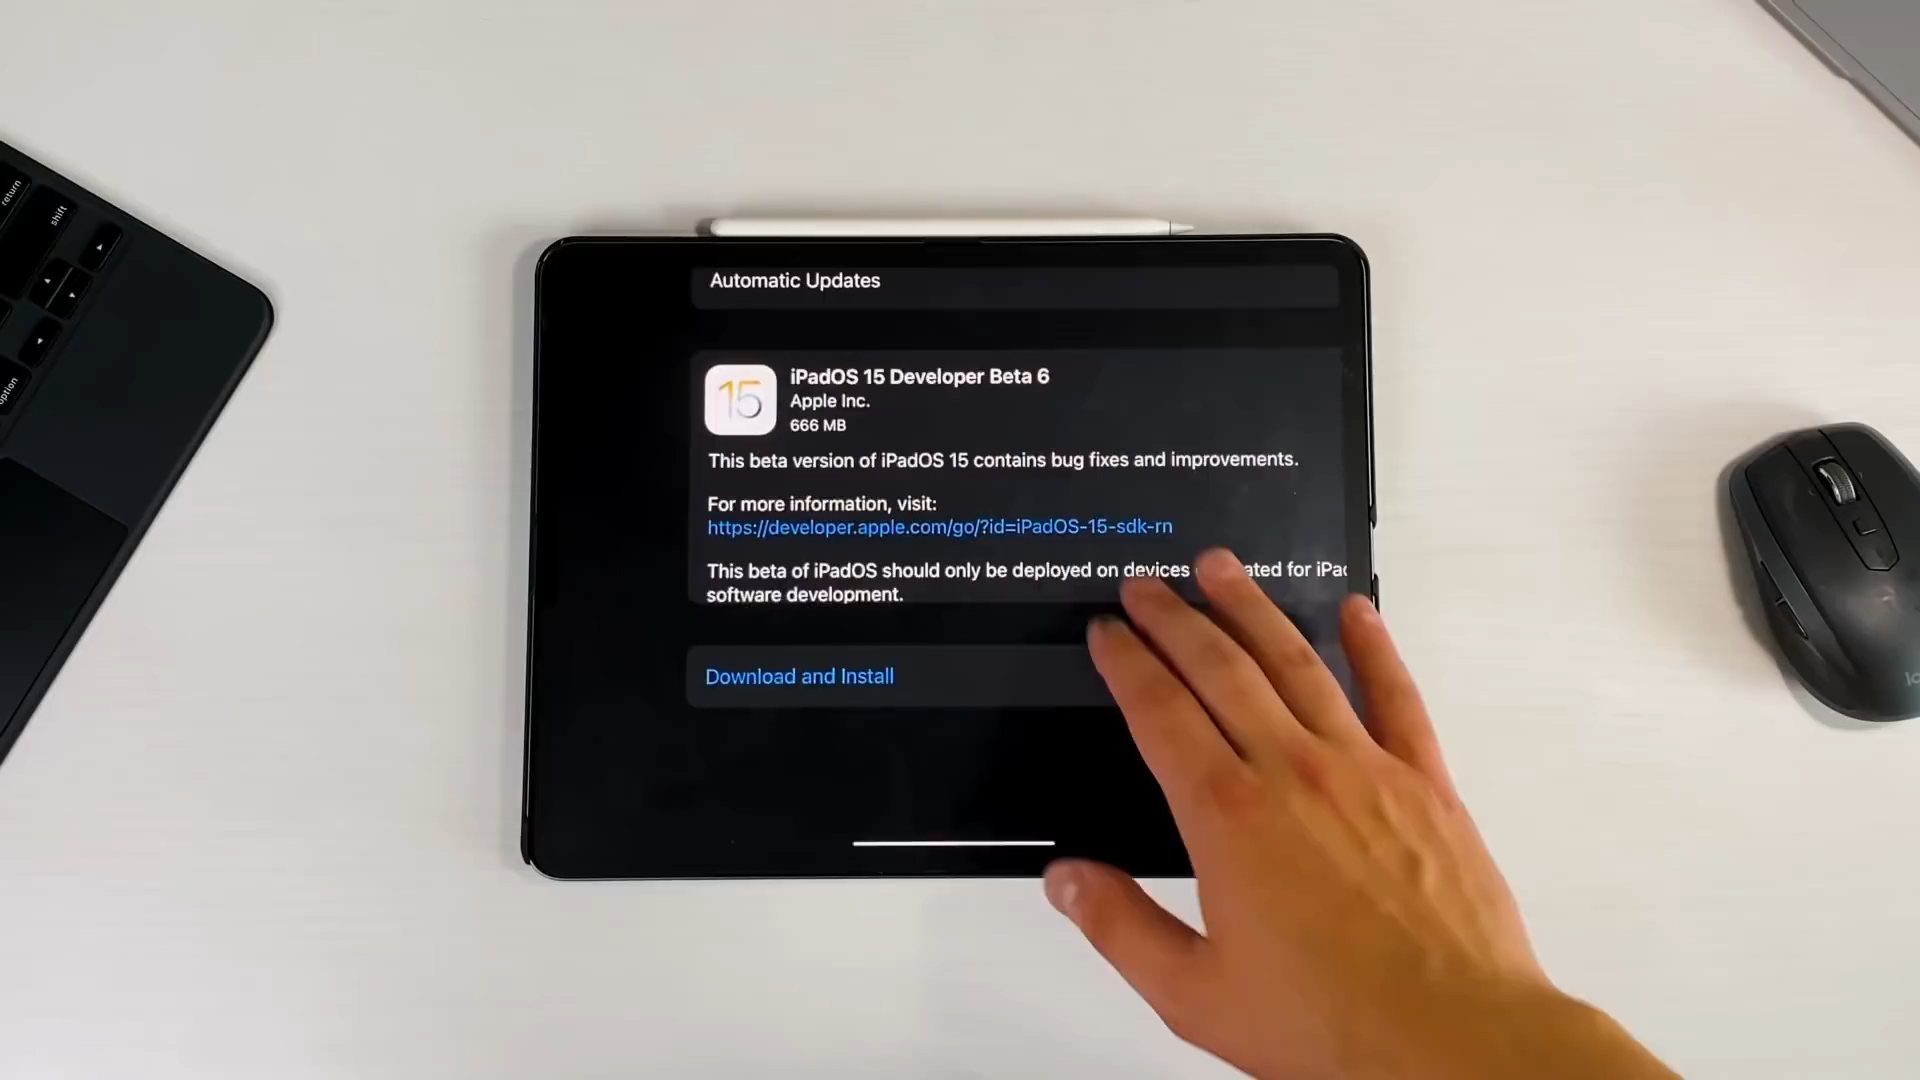 return
shift
option
Automatic Updates
15
iPadOS 15 Developer Beta 6
Apple Inc.
666 MB
This beta version of iPadOS 15 contains bug fixes and improvements.
For more information, visit:
https://developer.apple.com/go/?id=iPadOS-15-sdk-rn
This beta of iPadOS should only be deployed on devices for
software development.
Download and Install